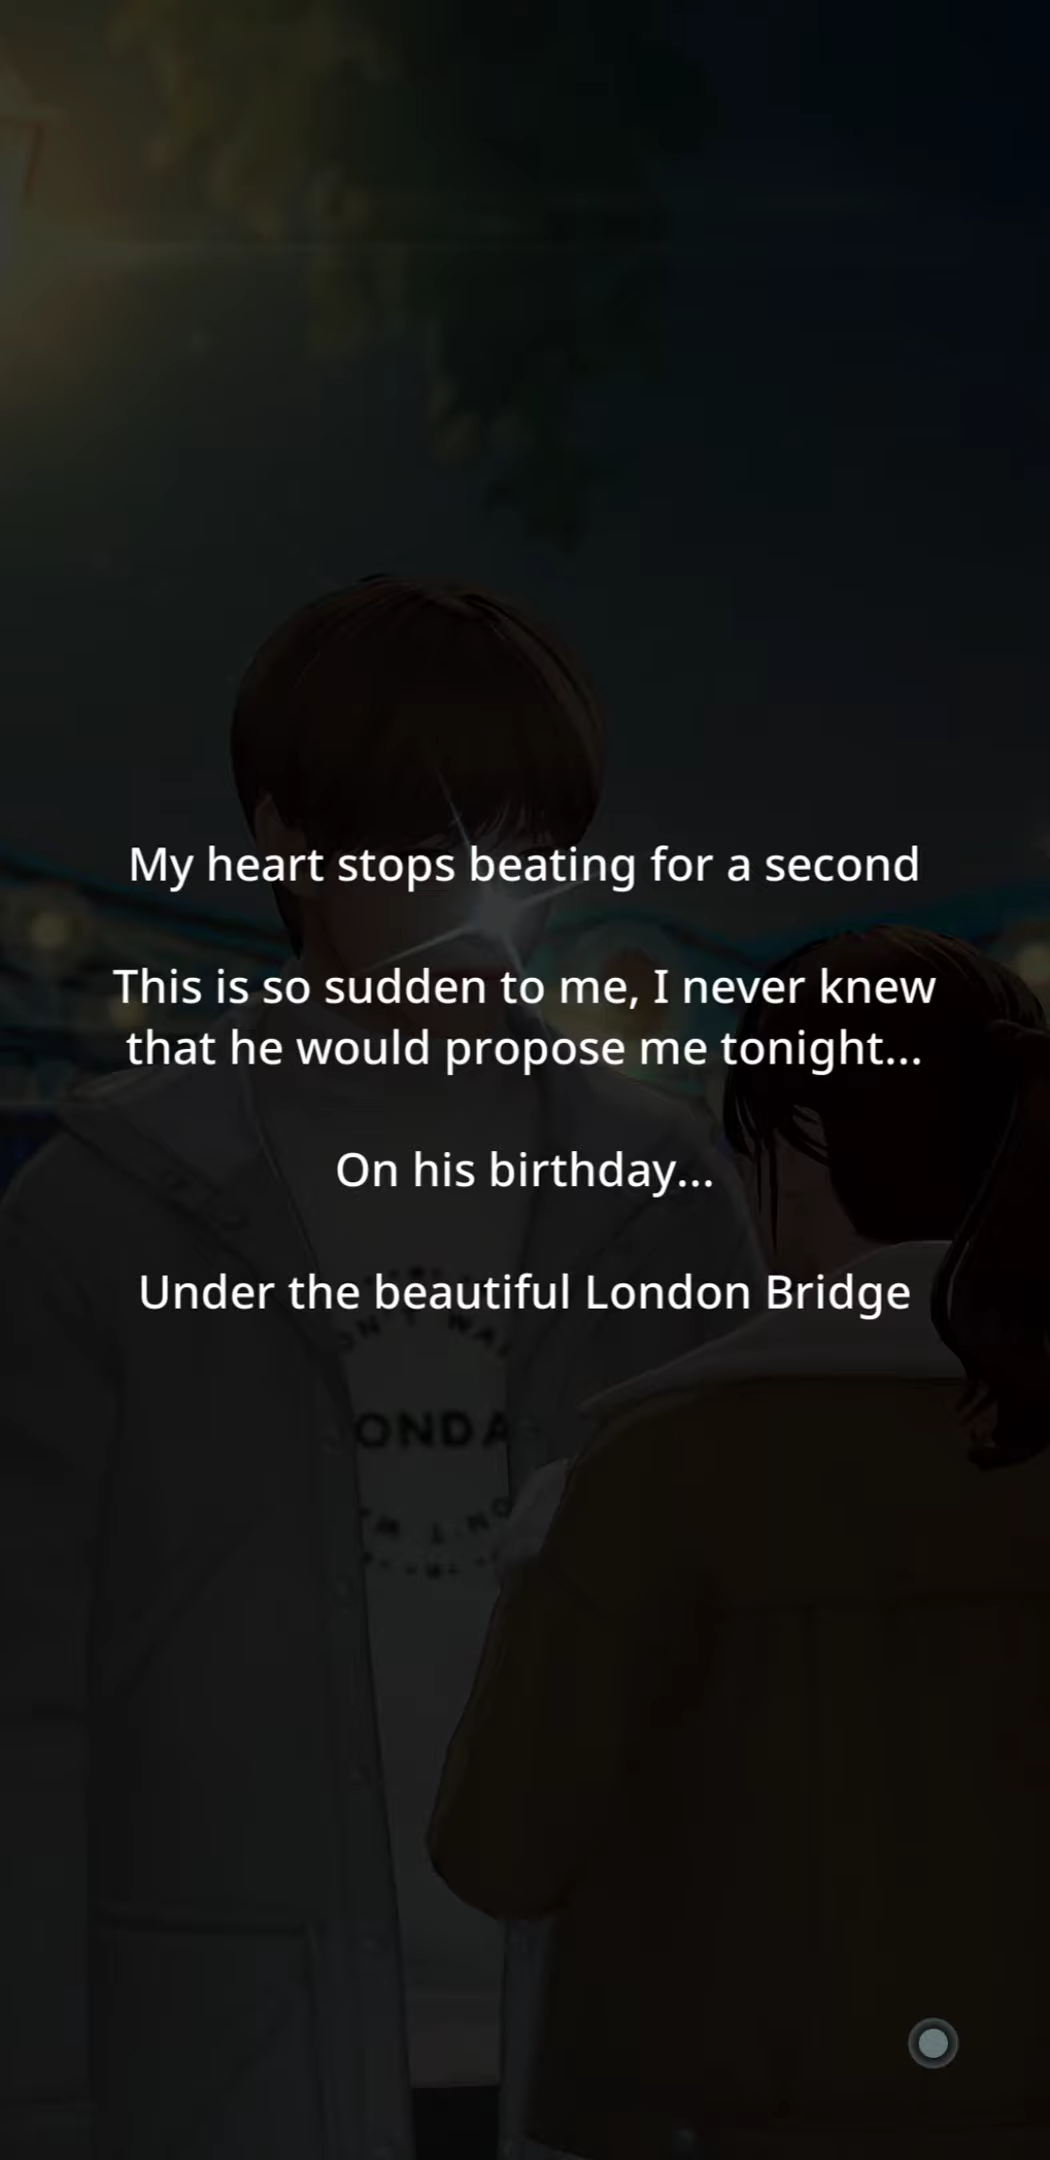 My heart stops beating for a second
This is so sudden to me, I never knew
that he would propose me tonight...
On his birthday...
Under the beautiful London Bridge